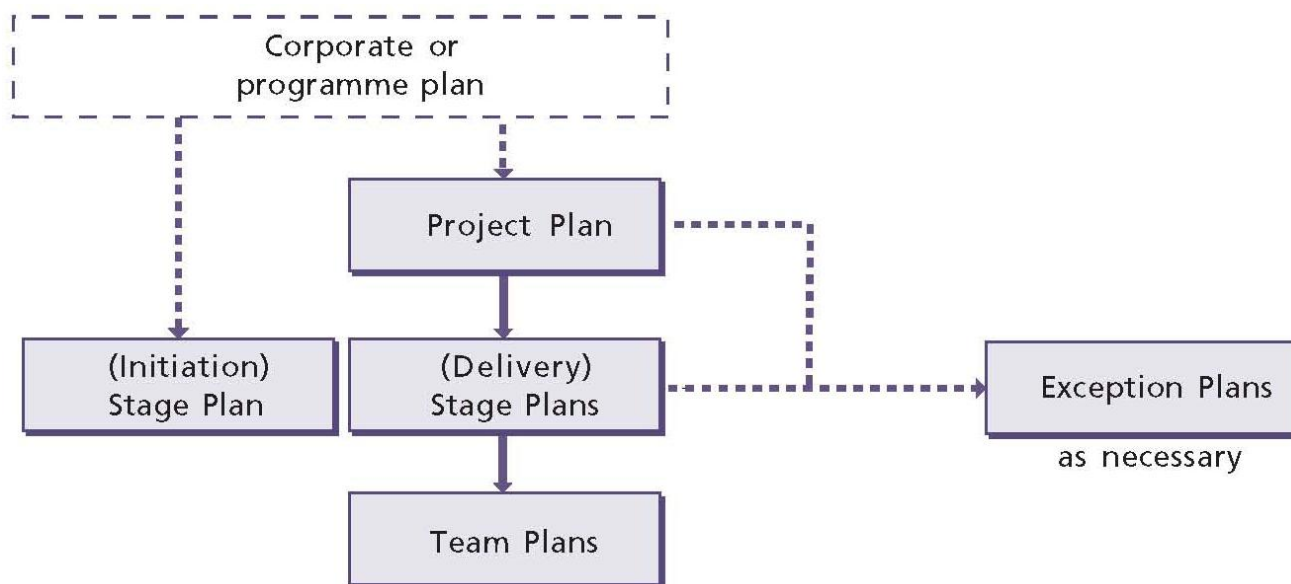 Corporate or
programme plan
Project Plan
(Initiation)
Stage Plan
(Delivery)
Stage Plans
Exception Plans
as necessary
Team Plans